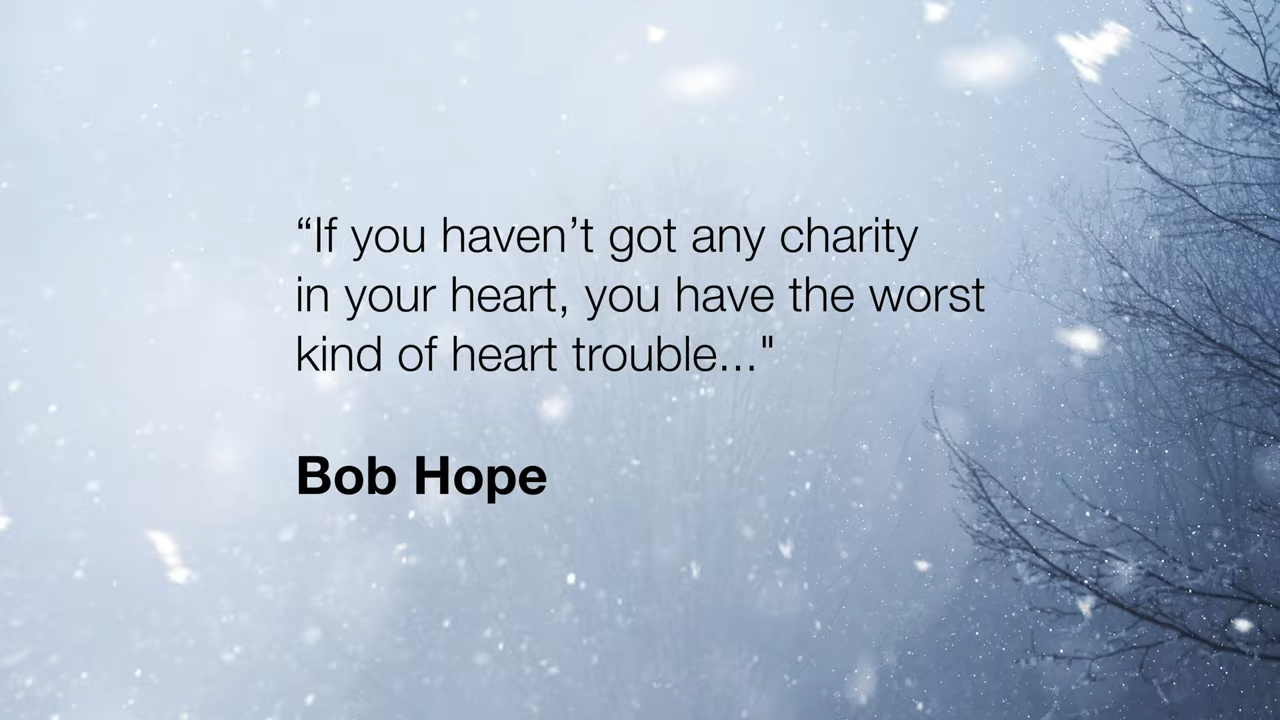 “If you haven’t got any charity
in your heart, you have the worst
kind of heart trouble..."
Bob Hope